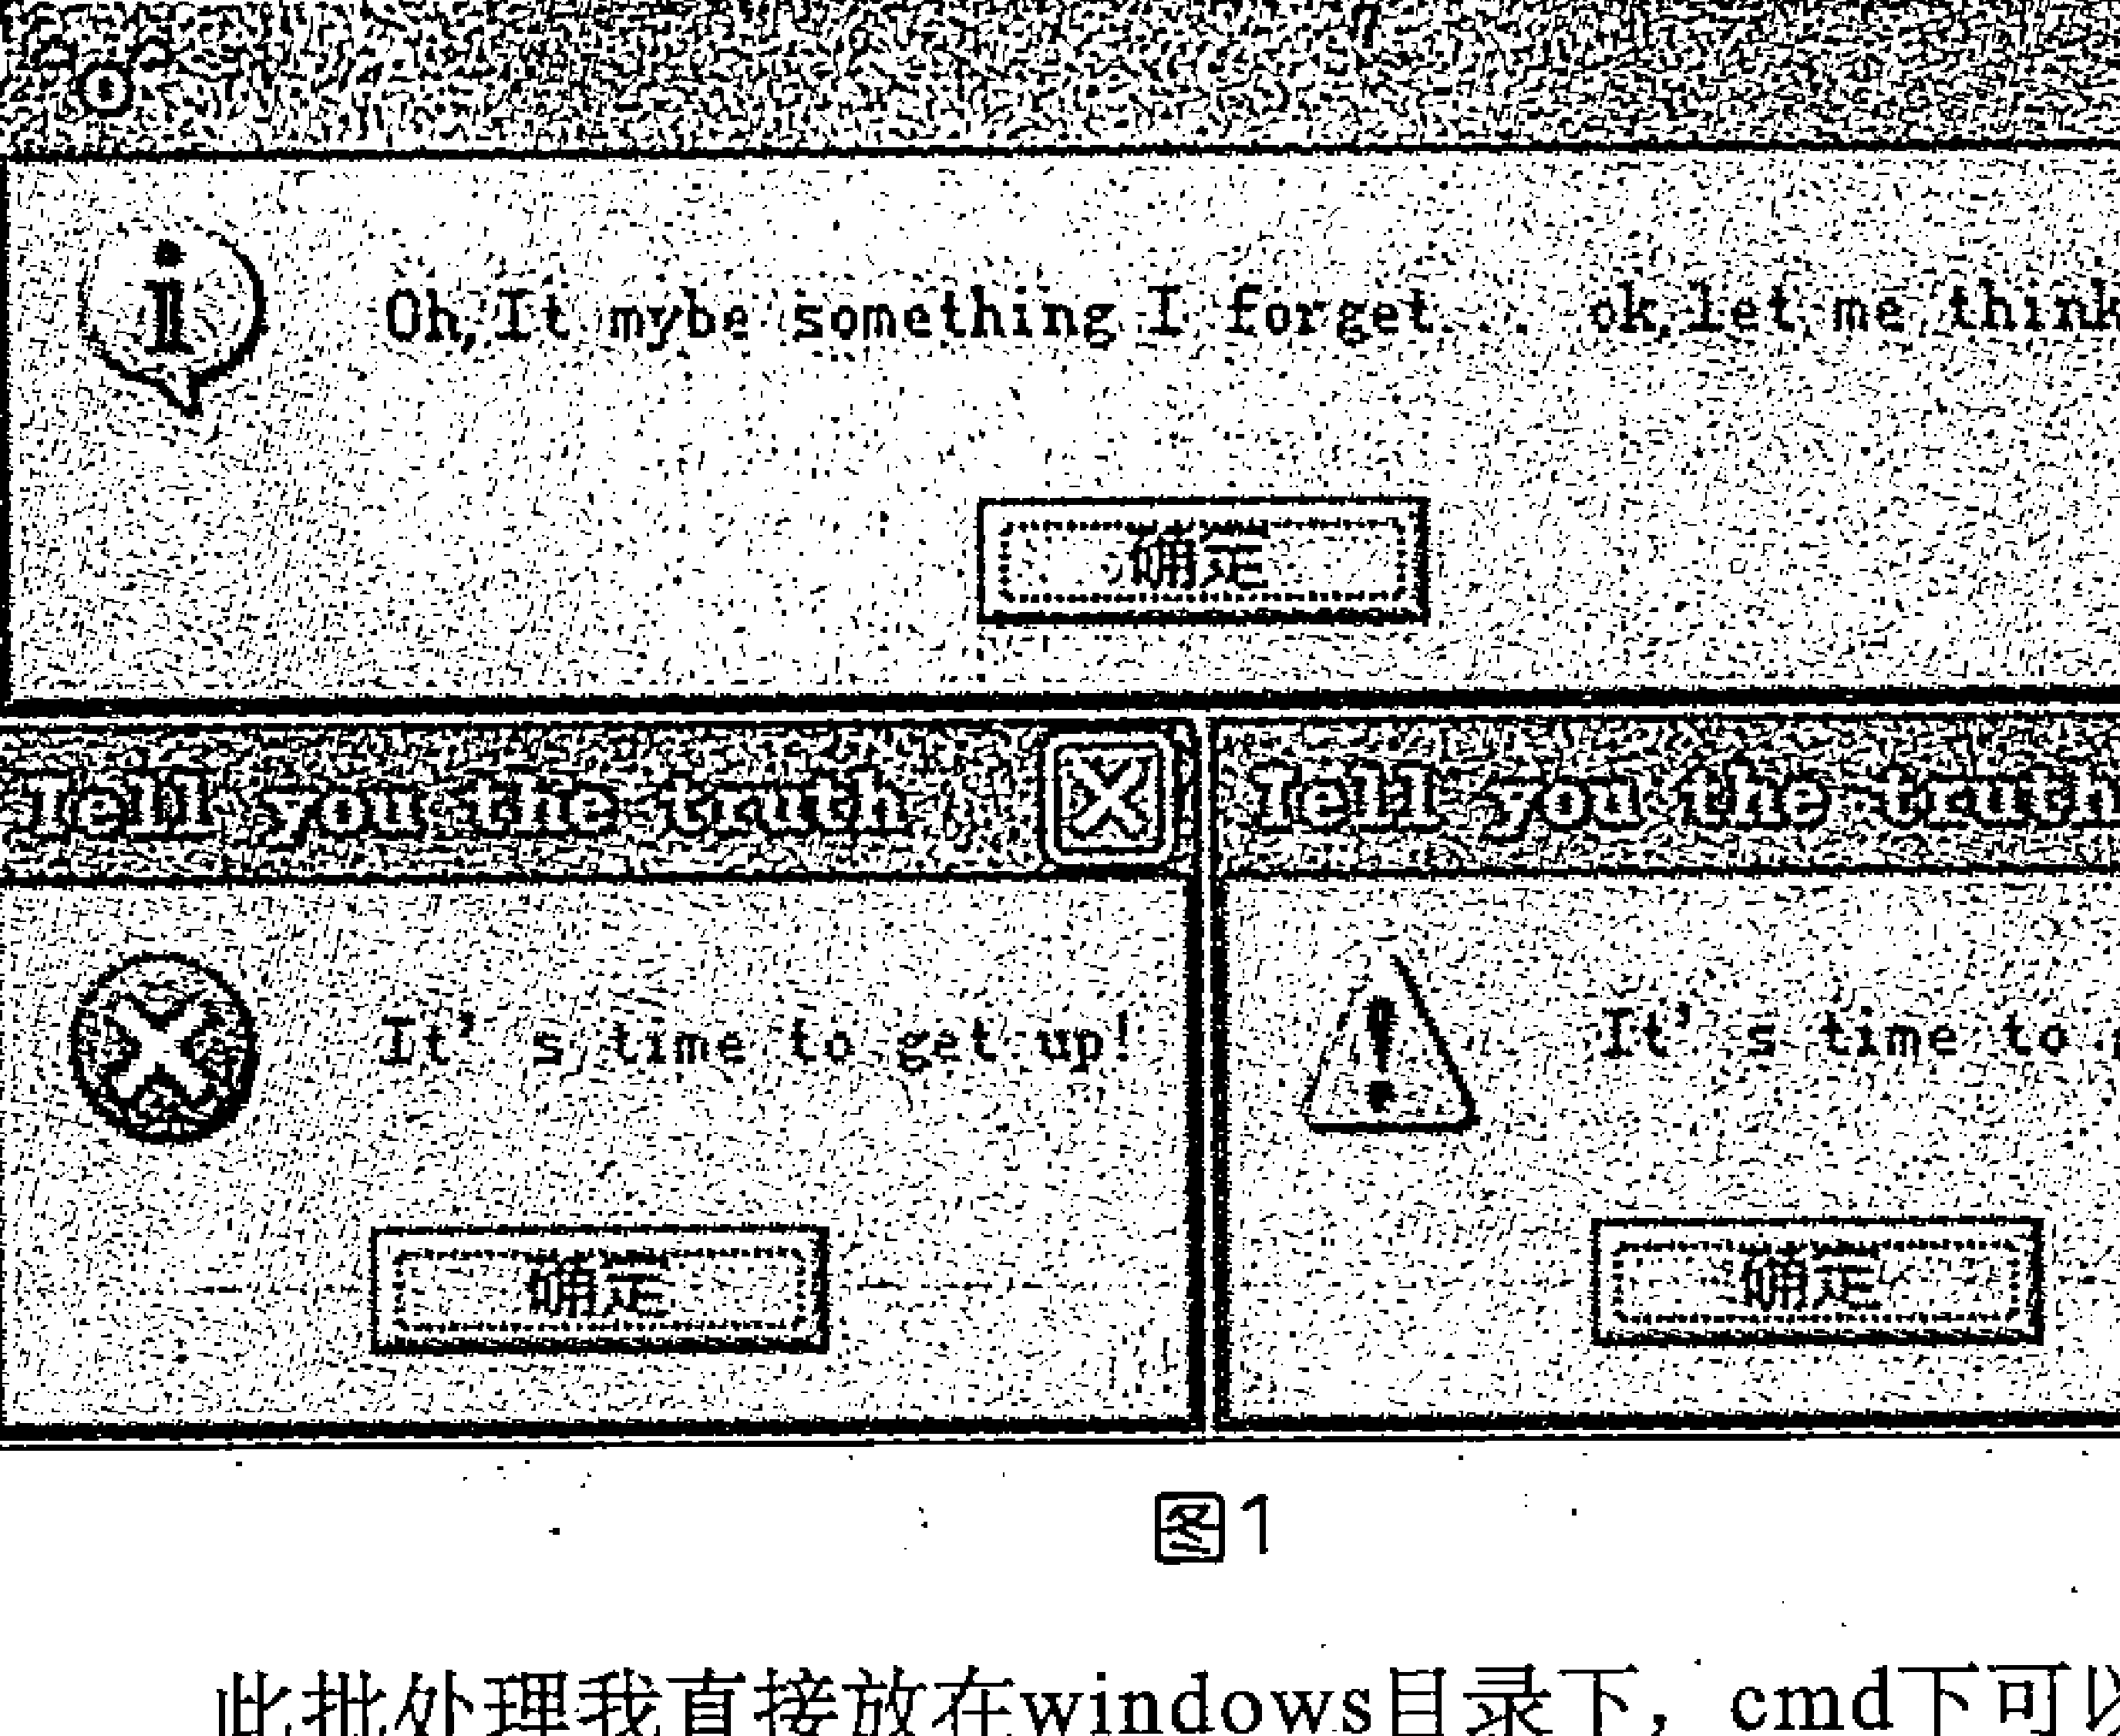 Oh,It mybe something I forget... ok,let me think
确定
Tell you the truth
Tell you the truth
It's time to get up!
It's time to
确定
确定
图1
此批处理我直接放在windows目录下，cmd下可以